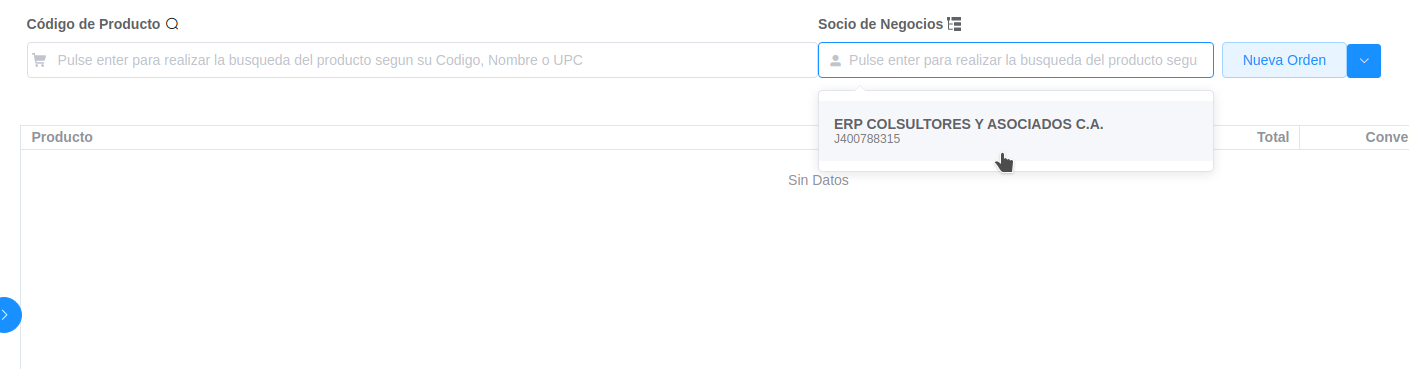 Código de Producto
Socio de Negocios
Pulse enter para realizar la busqueda del producto segun su Codigo, Nombre o UPC
Pulse enter para realizar la busqueda del producto segu
Nueva Orden
ERP COLSULTORES Y ASOCIADOS C.A.
J400788315
Producto
Total
Conve
Sin Datos